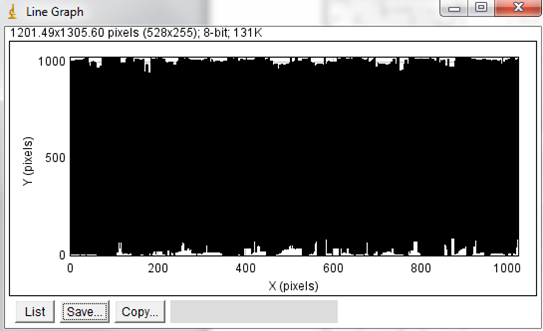 Line Graph
1201.49x1305.60 pixels (528x255); 8-bit; 131K
1000
500
0
Y (pixels)
0 200 400 600 800 1000
X (pixels)
List Save... Copy...